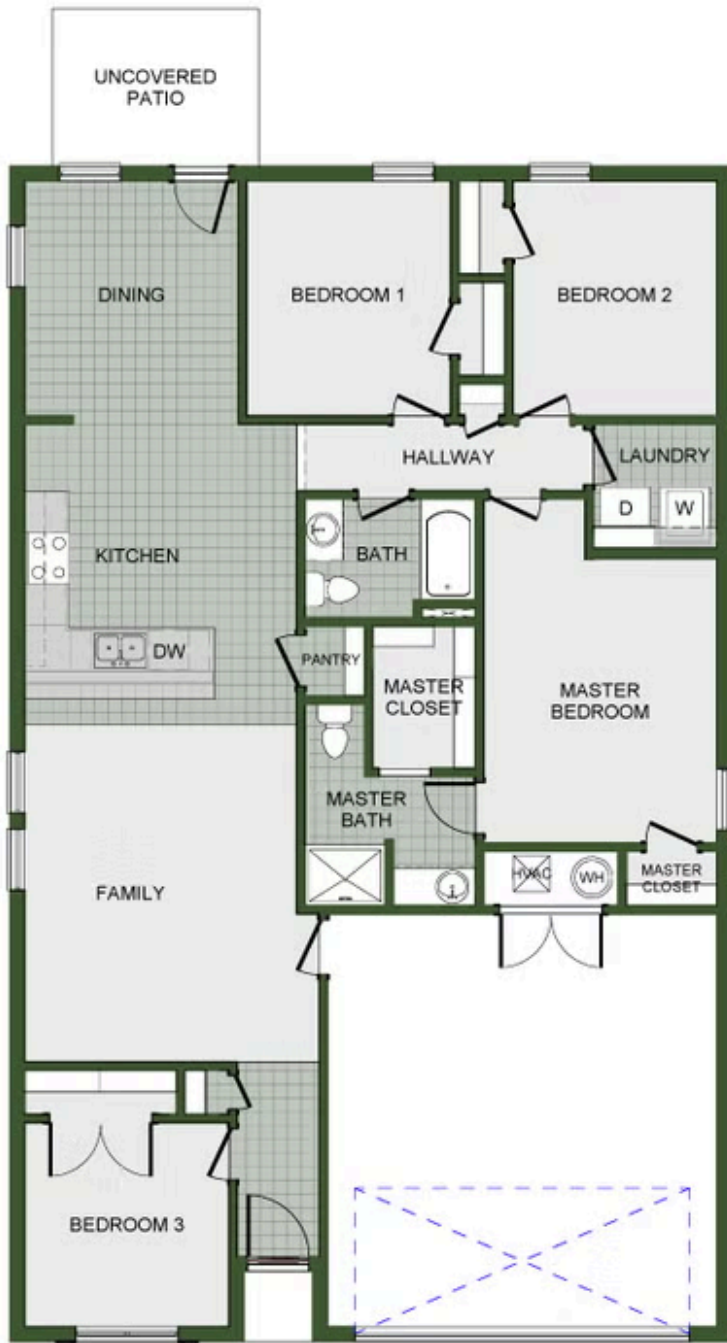 UNCOVERED
PATIO
DINING
BEDROOM 1
BEDROOM 2
HALLWAY
LAUNDRY
D
W
KITCHEN
BATH
DW
PANTRY
MASTER
CLOSET
MASTER
BEDROOM
MASTER
BATH
FAMILY
HVAC
WH
MASTER
CLOSET
BEDROOM 3